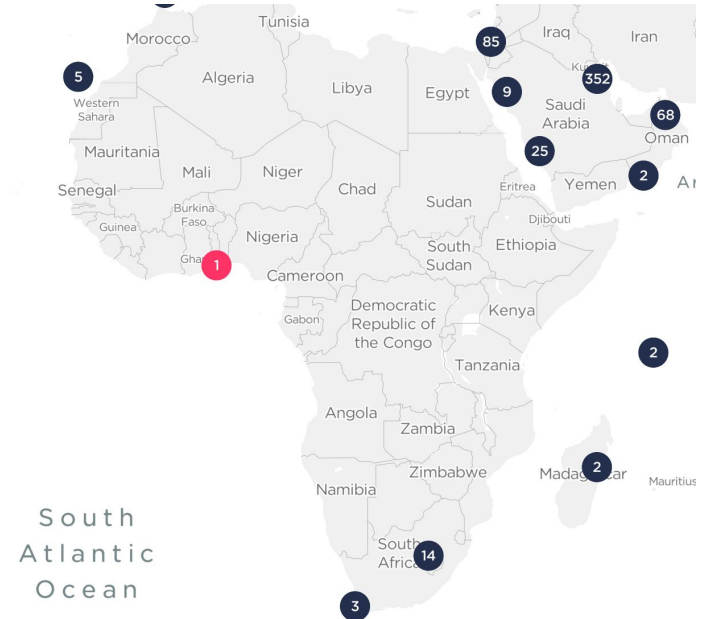 Tunisia
Morocco
Iraq
Iran
85
5
Algeria
Libya
Egypt
9
352
Western
Sahara
Saudi
Arabia
68
Oman
Mauritania
25
Mali
Niger
Chad
Sudan
Eritrea
Yemen
2
Senegal
Burkina
Faso
Guinea
Nigeria
Djibouti
South
Sudan
Ethiopia
1
Cameroon
Gabon
Democratic
Republic of
the Congo
Kenya
2
Tanzania
Angola
Zambia
Zimbabwe
2
Mauritius
Namibia
South
Atlantic
Ocean
South
14
3